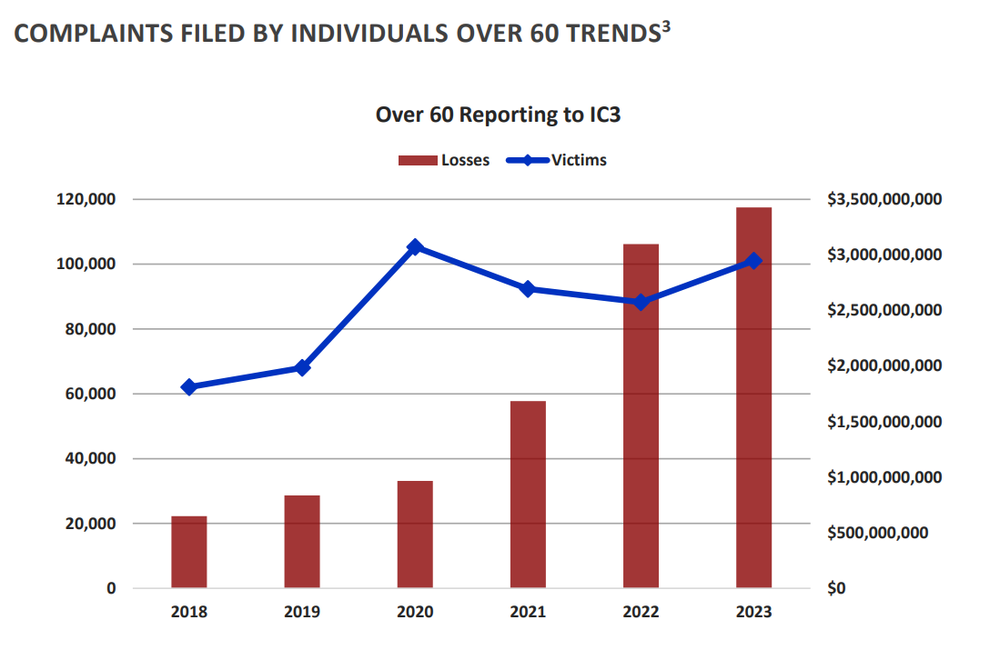 COMPLAINTS FILED BY INDIVIDUALS OVER 60 TRENDS³
Over 60 Reporting to IC3
Losses Victims
120,000 $3,500,000,000
100,000 $3,000,000,000
80,000 $2,500,000,000
60,000 $2,000,000,000
40,000 $1,500,000,000
20,000 $1,000,000,000
0 $500,000,000
$0
2018 2019 2020 2021 2022 2023